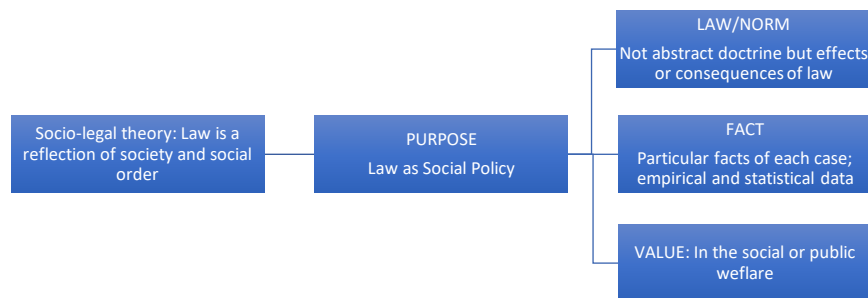 Socio-legal theory: Law is a
reflection of society and social
order
PURPOSE
Law as Social Policy
LAW/NORM
Not abstract doctrine but effects
or consequences of law
FACT
Particular facts of each case;
empirical and statistical data
VALUE: In the social or public
weflare